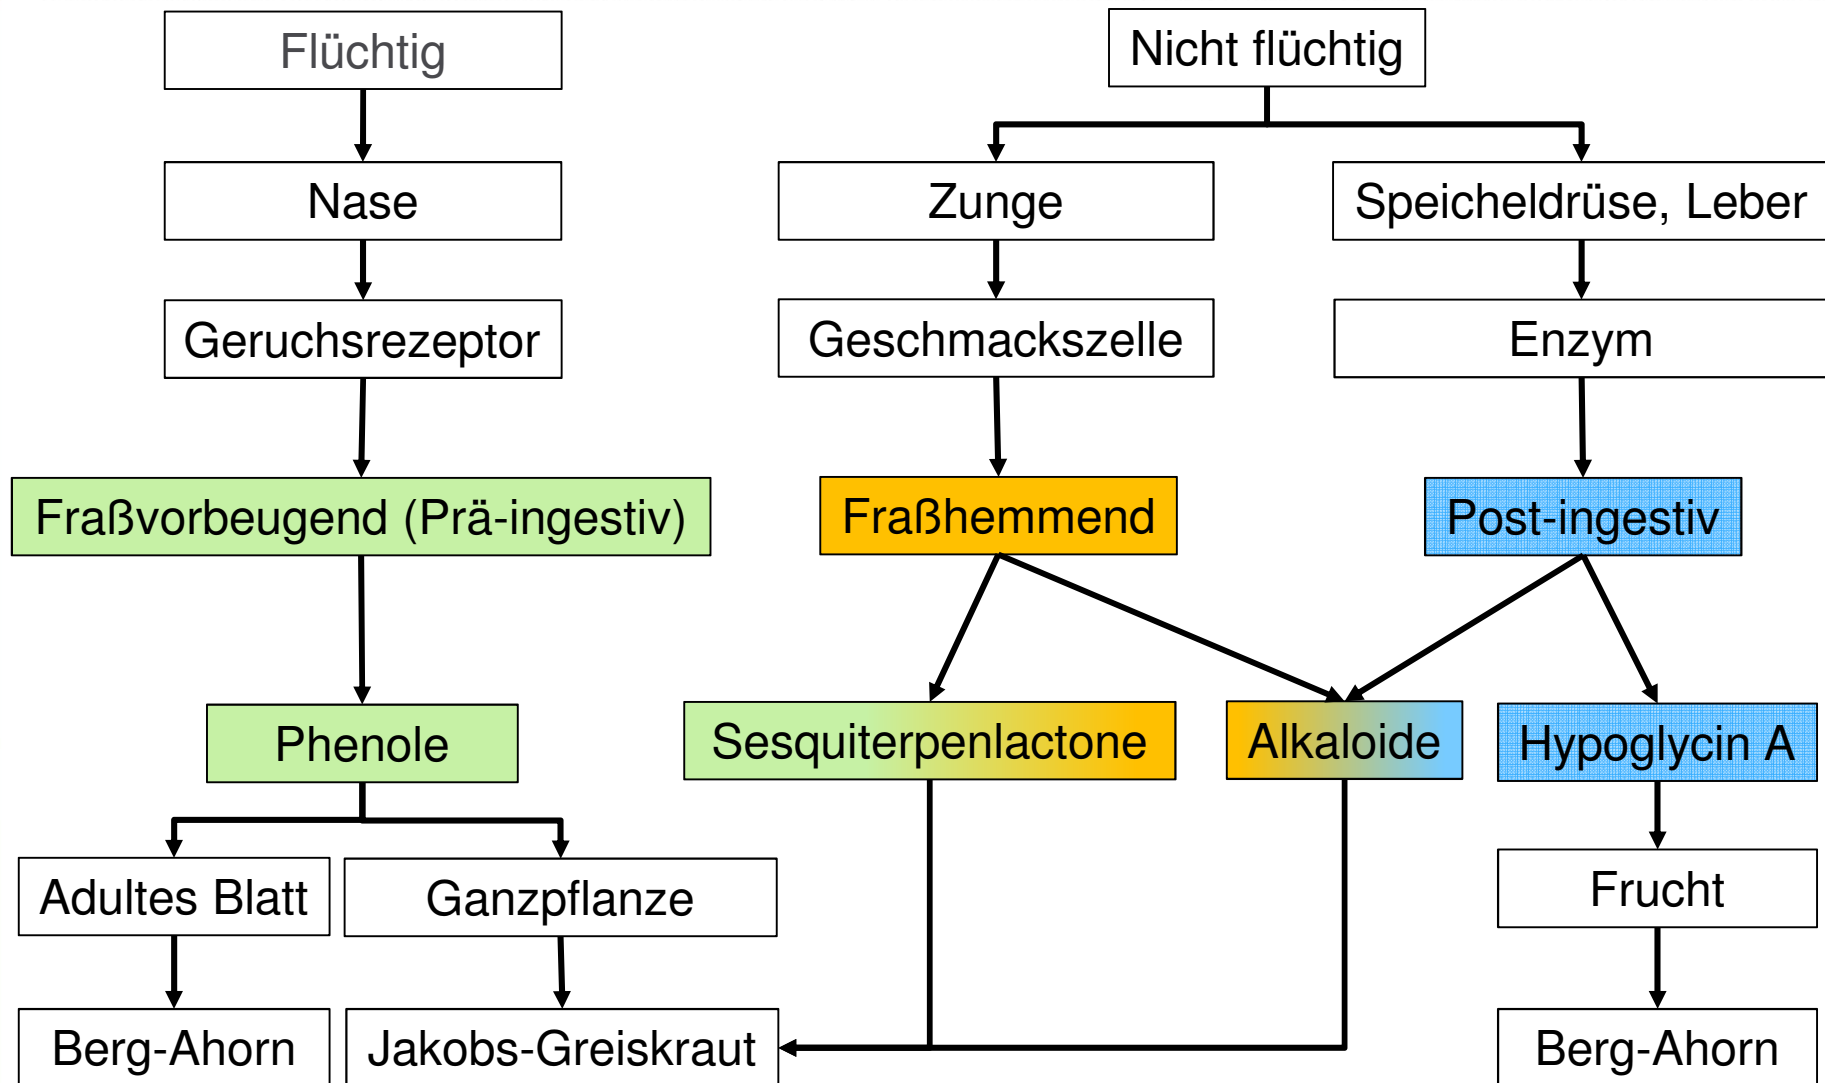 Flüchtig
Nicht flüchtig
Nase
Zunge
Speicheldrüse, Leber
Geruchsrezeptor
Geschmackszelle
Enzym
Fraßvorbeugend (Prä-ingestiv)
Fraßhemmend
Post-ingestiv
Phenole
Sesquiterpenlactone
Alkaloide
Hypoglycin A
Adultes Blatt
Ganzpflanze
Frucht
Berg-Ahorn
Jakobs-Greiskraut
Berg-Ahorn